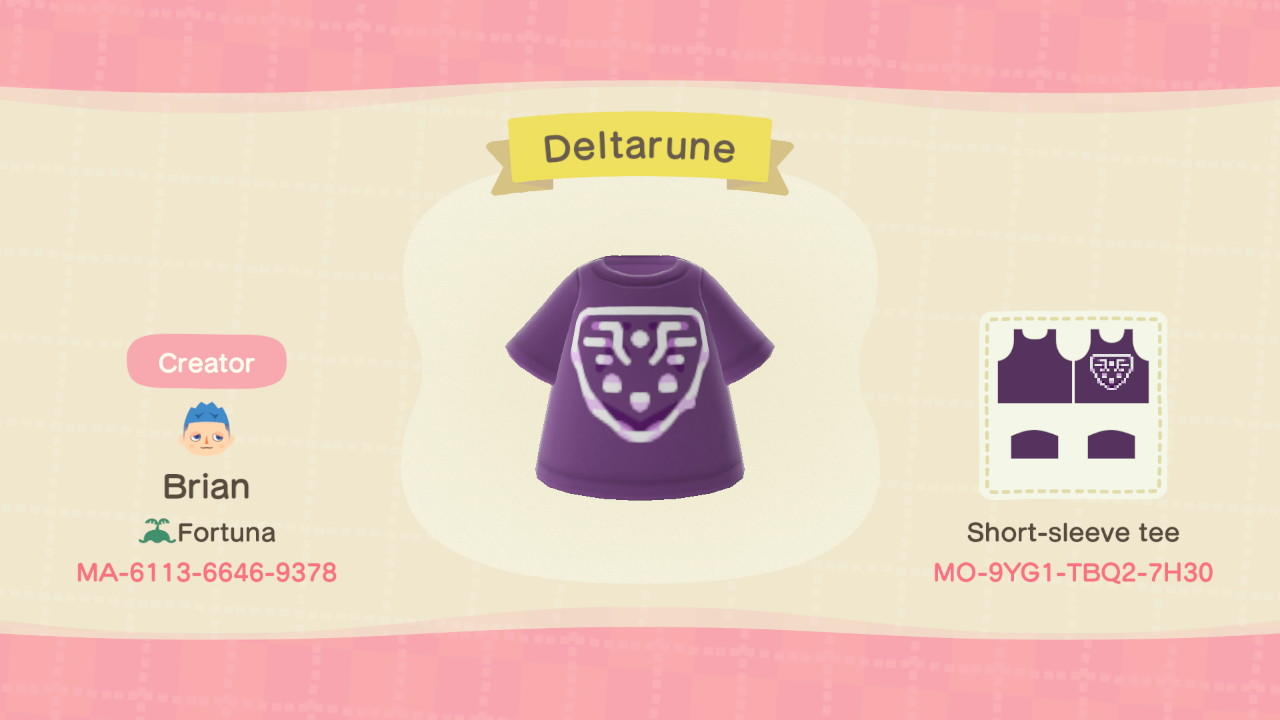 Deltarune
Creator
Brian
Fortuna
MA-6113-6646-9378
Short-sleeve tee
MO-9YG1-TBQ2-7H30